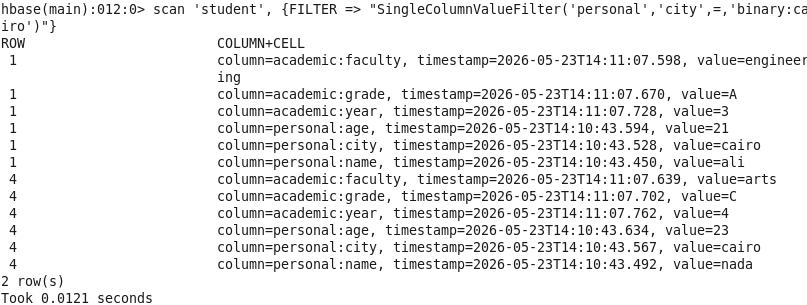 hbase(main):012:0> scan 'student', {FILTER => "SingleColumnValueFilter('personal','city',=,'binary:ca
iro')"}
ROW                        COLUMN+CELL
 1                         column=academic:faculty, timestamp=2026-05-23T14:11:07.598, value=engineer
                           ing
 1                         column=academic:grade, timestamp=2026-05-23T14:11:07.670, value=A
 1                         column=academic:year, timestamp=2026-05-23T14:11:07.728, value=3
 1                         column=personal:age, timestamp=2026-05-23T14:10:43.594, value=21
 1                         column=personal:city, timestamp=2026-05-23T14:10:43.528, value=cairo
 1                         column=personal:name, timestamp=2026-05-23T14:10:43.450, value=ali
 4                         column=academic:faculty, timestamp=2026-05-23T14:11:07.639, value=arts
 4                         column=academic:grade, timestamp=2026-05-23T14:11:07.702, value=C
 4                         column=academic:year, timestamp=2026-05-23T14:11:07.762, value=4
 4                         column=personal:age, timestamp=2026-05-23T14:10:43.634, value=23
 4                         column=personal:city, timestamp=2026-05-23T14:10:43.567, value=cairo
 4                         column=personal:name, timestamp=2026-05-23T14:10:43.492, value=nada
2 row(s)
Took 0.0121 seconds